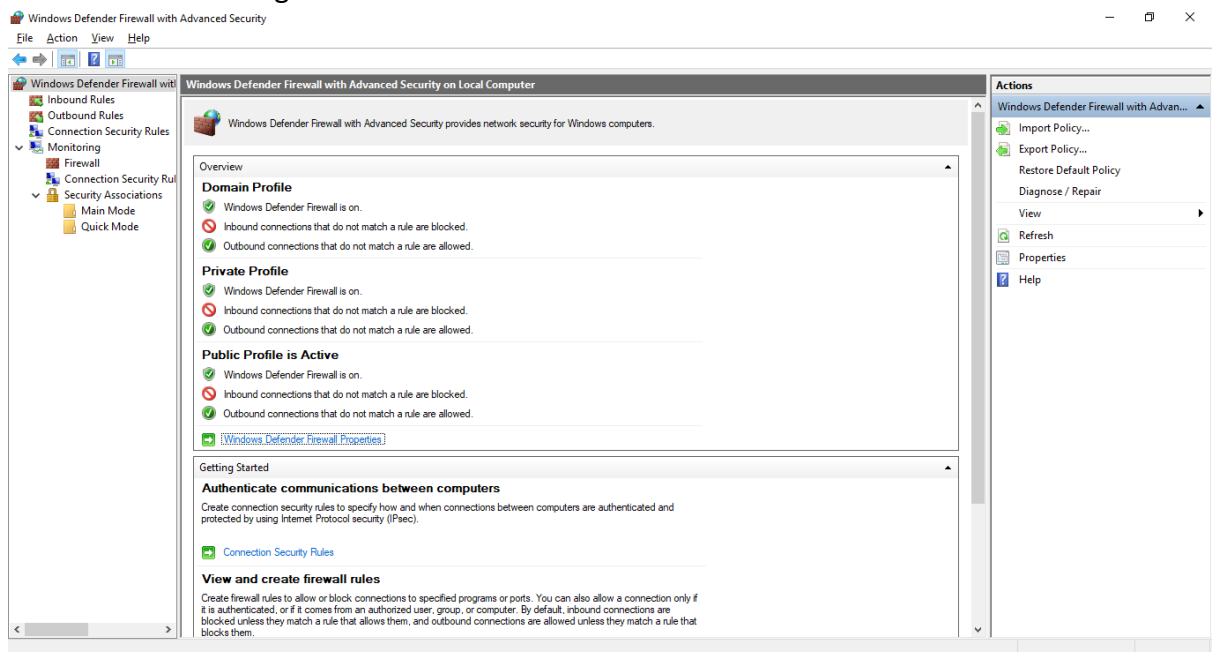 Windows Defender Firewall with Advanced Security
File Action View Help
Windows Defender Firewall with
Inbound Rules
Outbound Rules
Connection Security Rules
Monitoring
Firewall
Connection Security Rul
Security Associations
Main Mode
Quick Mode
Windows Defender Firewall with Advanced Security on Local Computer
Windows Defender Firewall with Advanced Security provides network security for Windows computers.
Overview
Domain Profile
Windows Defender Firewall is on.
Inbound connections that do not match a rule are blocked.
Outbound connections that do not match a rule are allowed.
Private Profile
Windows Defender Firewall is on.
Inbound connections that do not match a rule are blocked.
Outbound connections that do not match a rule are allowed.
Public Profile is Active
Windows Defender Firewall is on.
Inbound connections that do not match a rule are blocked.
Outbound connections that do not match a rule are allowed.
Windows Defender Firewall Properties
Getting Started
Authenticate communications between computers
Create connection security rules to specify how and when connections between computers are authenticated and
protected by using Internet Protocol security (IPsec).
Connection Security Rules
View and create firewall rules
Create firewall rules to allow or block connections to specified programs or ports. You can also allow a connection only if
it is authenticated, or if it comes from an authorized user, group, or computer. By default, inbound connections are
blocked unless they match a rule that allows them, and outbound connections are allowed unless they match a rule that
blocks them.
Actions
Windows Defender Firewall with Advan...
Import Policy...
Export Policy...
Restore Default Policy
Diagnose / Repair
View
Refresh
Properties
Help